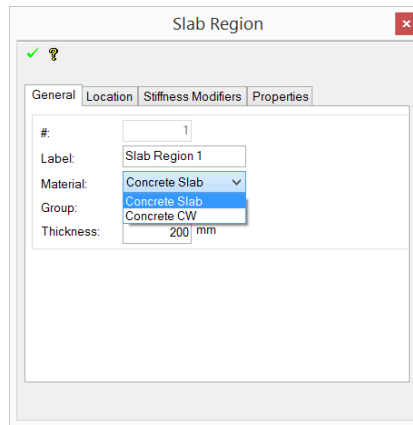 Slab Region
General Location Stiffness Modifiers Properties
#: 1
Label: Slab Region 1
Material: Concrete Slab
Concrete Slab
Group:
Concrete CW
Thickness: 200 mm